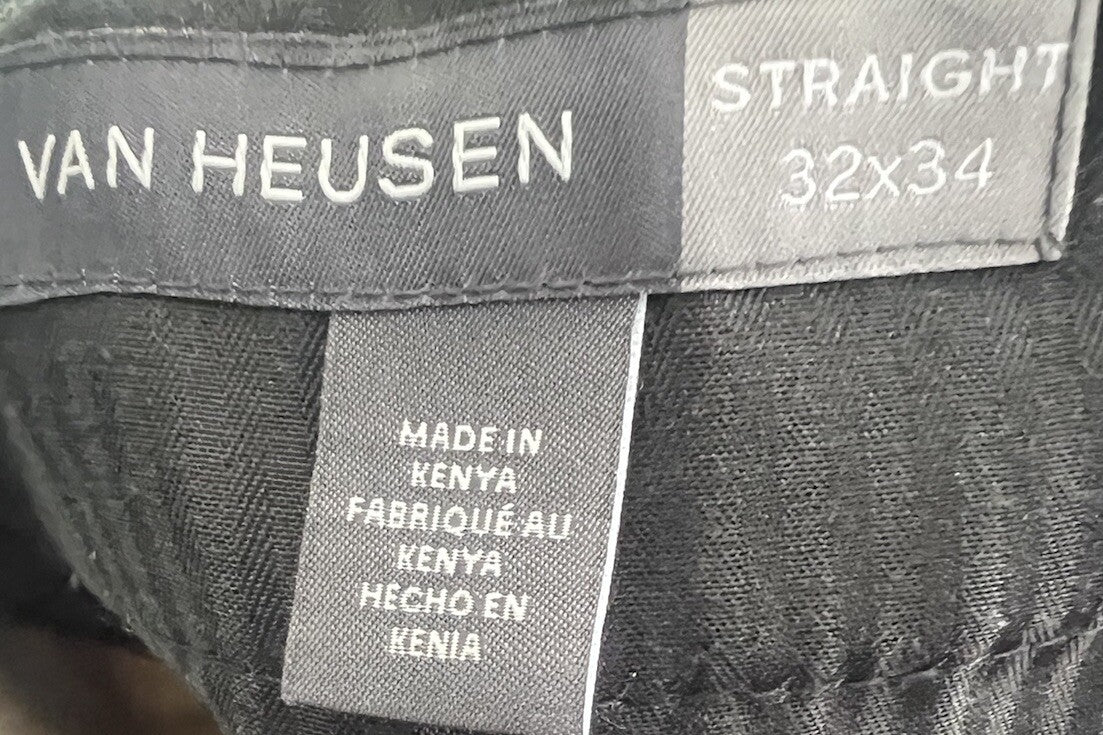 VAN HEUSEN
STRAIGHT
32x34
MADE IN
KENYA
FABRIQUÉ AU
KENYA
HECHO EN
KENIA